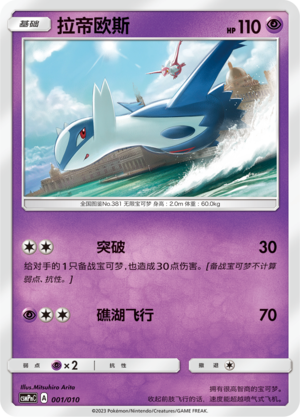 基础
拉帝欧斯
HP 110
全国图鉴No.381 无限宝可梦 身高：2.0m 体重：60.0kg
突破 30
给对手的1只备战宝可梦，也造成30点伤害。[备战宝可梦不计算
弱点、抗性。]
礁湖飞行 70
弱点 ×2 抗性 撤退
Illus.Mitsuhiro Arita
CSMPhC A 001/010
拥有很高智商的宝可梦。
收起前肢飞行的话，速度能超越喷气式飞机。
©2023 Pokémon/Nintendo/Creatures/GAME FREAK.